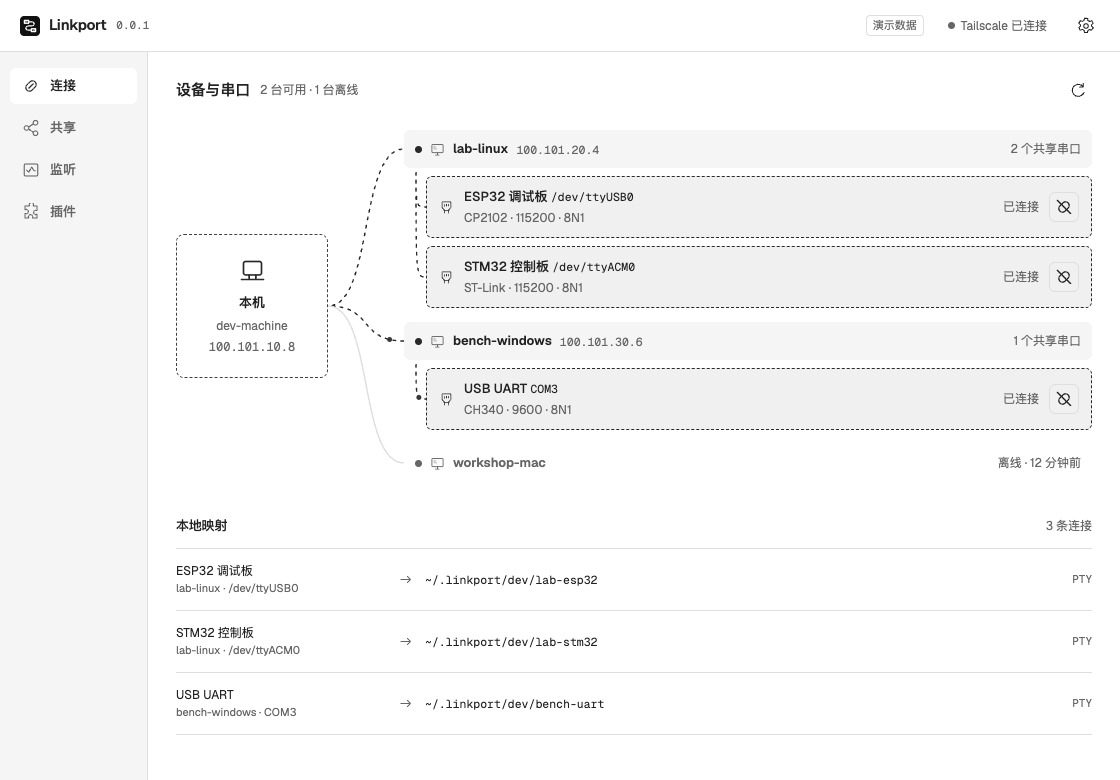 Linkport 0.0.1
演示数据
Tailscale 已连接
连接
共享
监听
插件
设备与串口 2 台可用 · 1 台离线
本机
dev-machine
100.101.10.8
lab-linux 100.101.20.4
2 个共享串口
ESP32 调试板 /dev/ttyUSB0
CP2102 · 115200 · 8N1
已连接
STM32 控制板 /dev/ttyACM0
ST-Link · 115200 · 8N1
已连接
bench-windows 100.101.30.6
1 个共享串口
USB UART COM3
CH340 · 9600 · 8N1
已连接
workshop-mac
离线 · 12 分钟前
本地映射
3 条连接
ESP32 调试板
lab-linux · /dev/ttyUSB0
→ ~/.linkport/dev/lab-esp32
PTY
STM32 控制板
lab-linux · /dev/ttyACM0
→ ~/.linkport/dev/lab-stm32
PTY
USB UART
bench-windows · COM3
→ ~/.linkport/dev/bench-uart
PTY